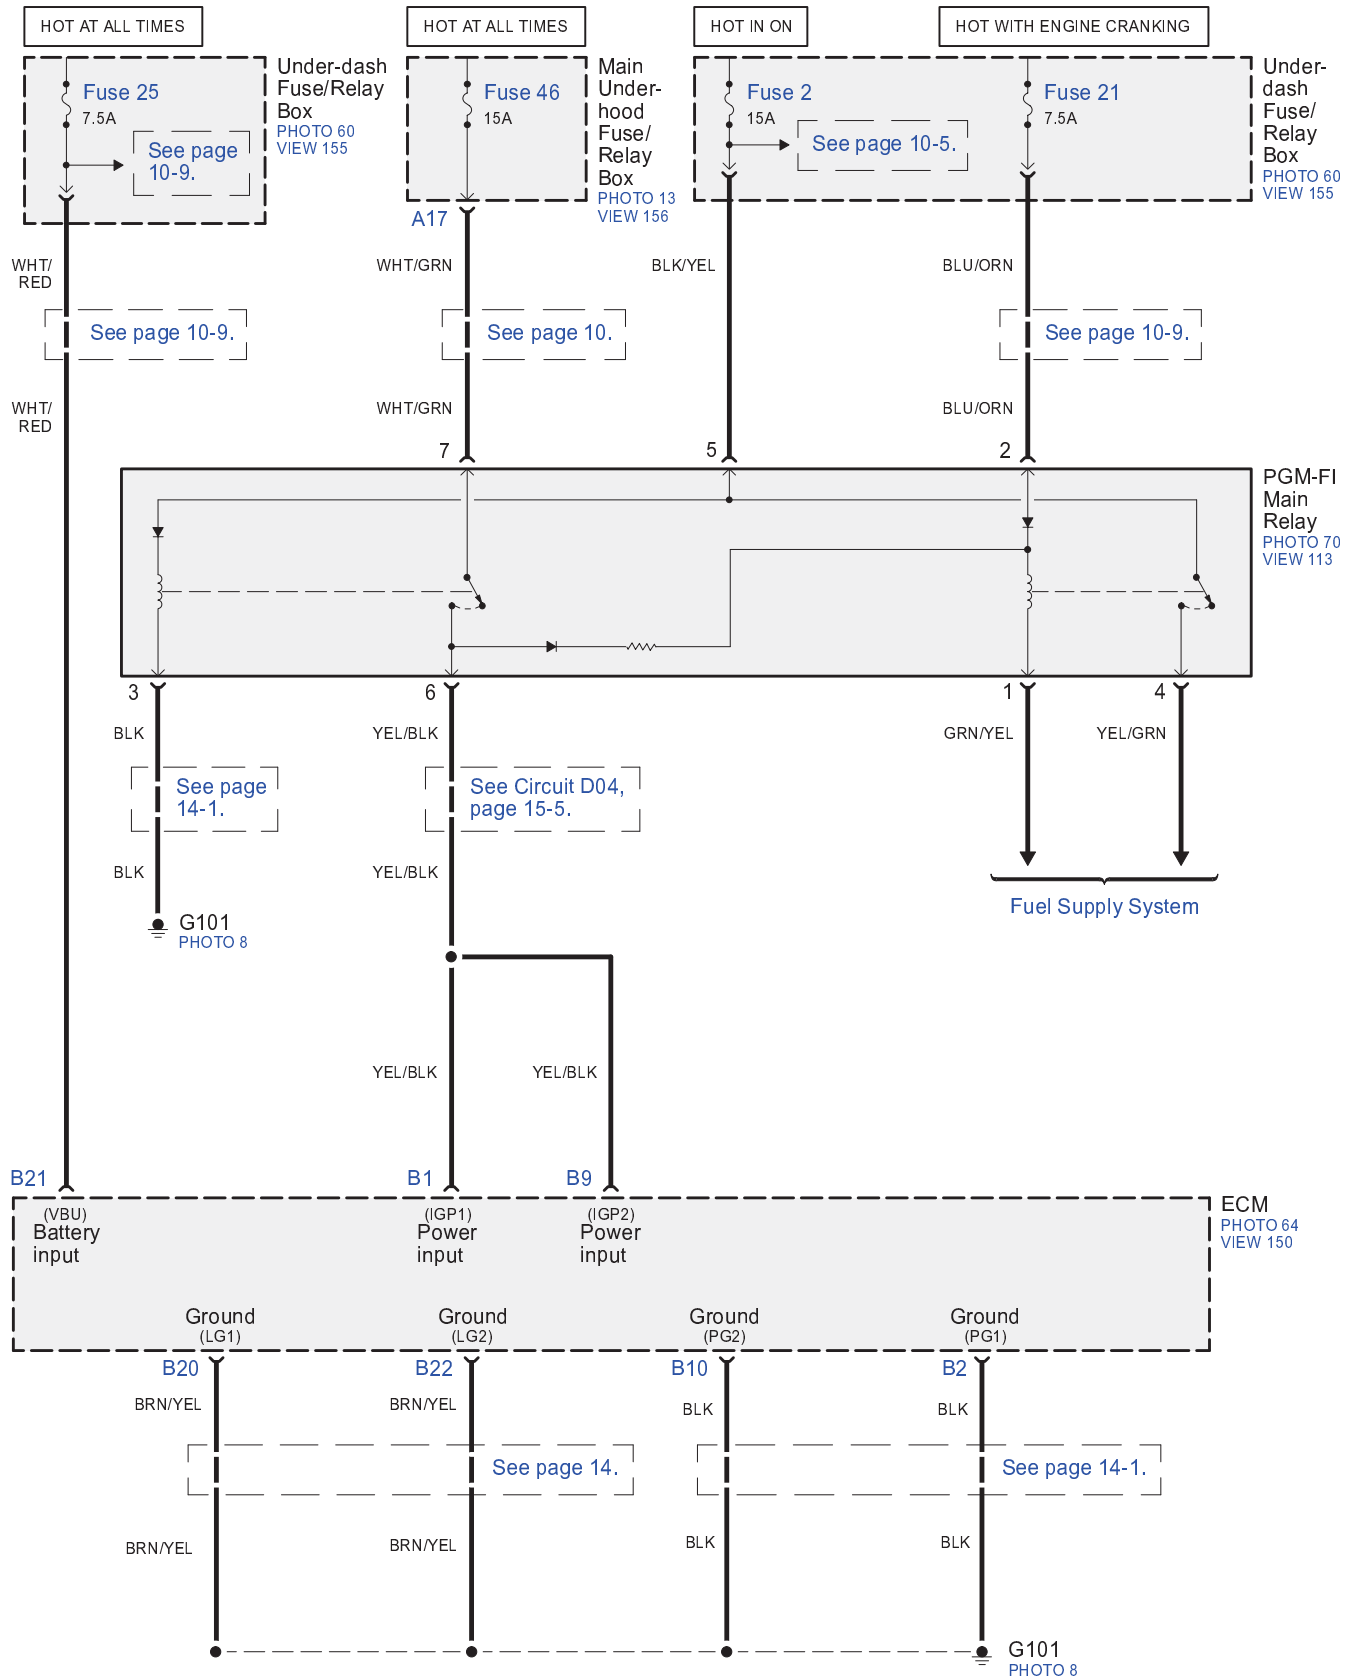 HOT AT ALL TIMES
HOT AT ALL TIMES
HOT IN ON
HOT WITH ENGINE CRANKING
Fuse 25
7.5A
See page
10-9.
Under-dash
Fuse/Relay
Box
PHOTO 60
VIEW 155
Fuse 46
15A
Main
Under-
hood
Fuse/
Relay
Box
PHOTO 13
VIEW 156
Fuse 2
15A
See page 10-5.
Fuse 21
7.5A
Under-
dash
Fuse/
Relay
Box
PHOTO 60
VIEW 155
A17
WHT/
RED
WHT/GRN
BLK/YEL
BLU/ORN
See page 10-9.
See page 10.
See page 10-9.
WHT/
RED
WHT/GRN
BLU/ORN
7
5
2
PGM-FI
Main
Relay
PHOTO 70
VIEW 113
3
6
1
4
BLK
YEL/BLK
GRN/YEL
YEL/GRN
See page
14-1.
See Circuit D04,
page 15-5.
BLK
YEL/BLK
Fuel Supply System
G101
PHOTO 8
YEL/BLK
YEL/BLK
B21
B1
B9
(VBU)
Battery
input
(IGP1)
Power
input
(IGP2)
Power
input
ECM
PHOTO 64
VIEW 150
Ground
(LG1)
Ground
(LG2)
Ground
(PG2)
Ground
(PG1)
B20
B22
B10
B2
BRN/YEL
BRN/YEL
BLK
BLK
See page 14.
See page 14-1.
BRN/YEL
BRN/YEL
BLK
BLK
G101
PHOTO 8